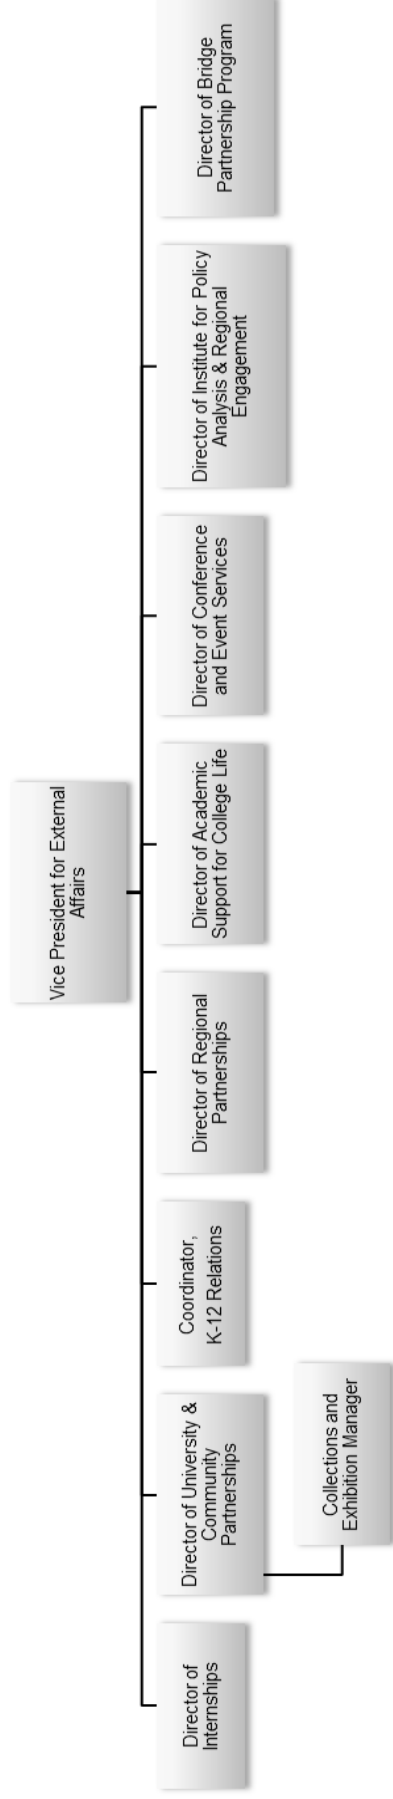 Vice President for External
Affairs
Director of
Internships
Director of University &
Community
Partnerships
Coordinator,
K-12 Relations
Director of Regional
Partnerships
Director of Academic
Support for College Life
Director of Conference
and Event Services
Director of Institute for Policy
Analysis & Regional
Engagement
Director of Bridge
Partnership Program
Collections and
Exhibition Manager